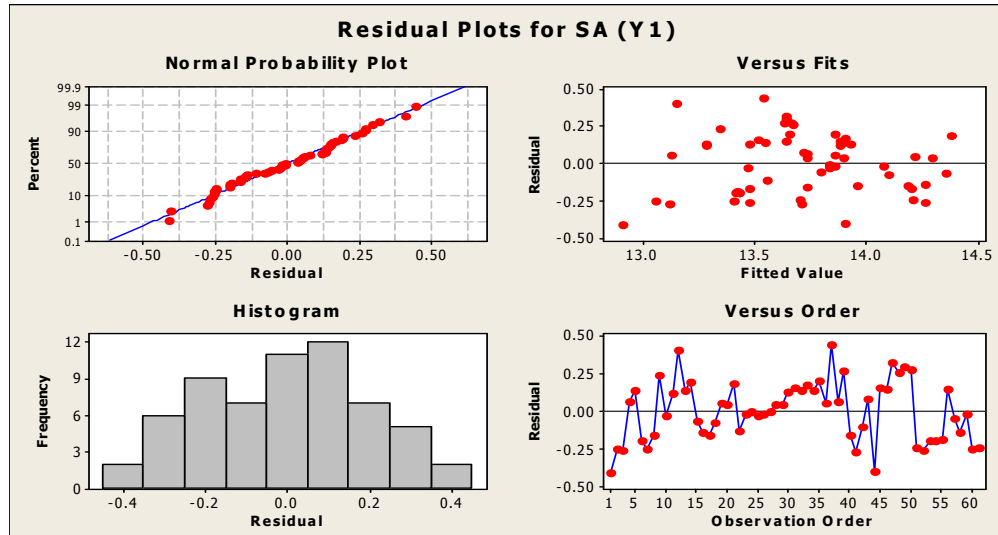 Residual Plots for SA (Y1)
Normal Probability Plot
99.9
99
90
50
10
1
0.1
Percent
-0.50 -0.25 0.00 0.25 0.50
Residual
Versus Fits
0.50
0.25
0.00
-0.25
-0.50
Residual
13.0 13.5 14.0 14.5
Fitted Value
Histogram
12
9
6
3
0
Frequency
-0.4 -0.2 0.0 0.2 0.4
Residual
Versus Order
0.50
0.25
0.00
-0.25
-0.50
Residual
1 5 10 15 20 25 30 35 40 45 50 55 60
Observation Order